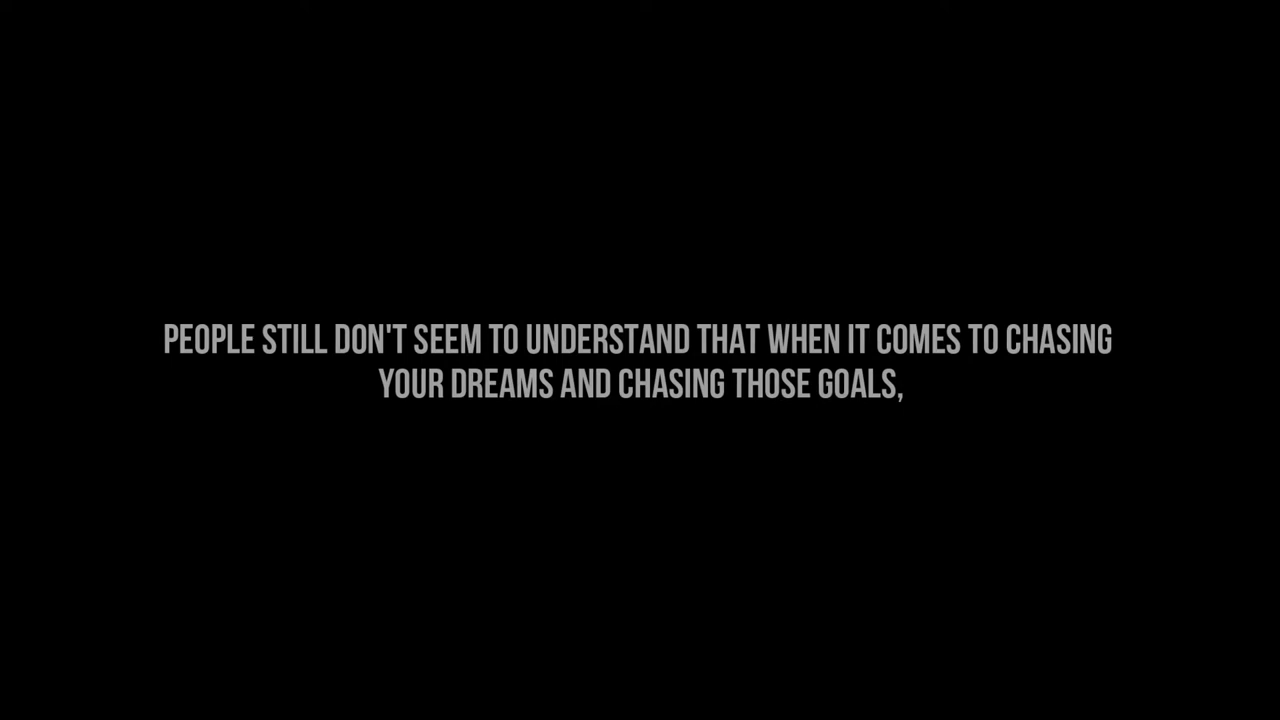 PEOPLE STILL DON'T SEEM TO UNDERSTAND THAT WHEN IT COMES TO CHASING
YOUR DREAMS AND CHASING THOSE GOALS,